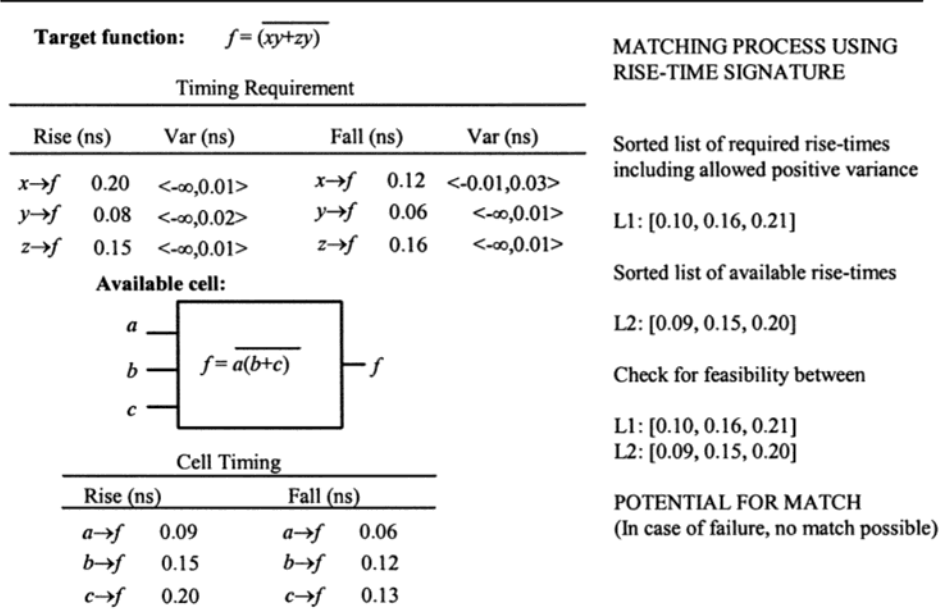 Target function: f = (xy+zy)
Timing Requirement
Rise (ns) Var (ns) Fall (ns) Var (ns)
x→f 0.20 <-∞,0.01> x→f 0.12 <-0.01,0.03>
y→f 0.08 <-∞,0.02> y→f 0.06 <-∞,0.01>
z→f 0.15 <-∞,0.01> z→f 0.16 <-∞,0.01>
Available cell:
a
b
c
f = a(b+c)
f
Cell Timing
Rise (ns) Fall (ns)
a→f 0.09 a→f 0.06
b→f 0.15 b→f 0.12
c→f 0.20 c→f 0.13
MATCHING PROCESS USING
RISE-TIME SIGNATURE
Sorted list of required rise-times
including allowed positive variance
L1: [0.10, 0.16, 0.21]
Sorted list of available rise-times
L2: [0.09, 0.15, 0.20]
Check for feasibility between
L1: [0.10, 0.16, 0.21]
L2: [0.09, 0.15, 0.20]
POTENTIAL FOR MATCH
(In case of failure, no match possible)